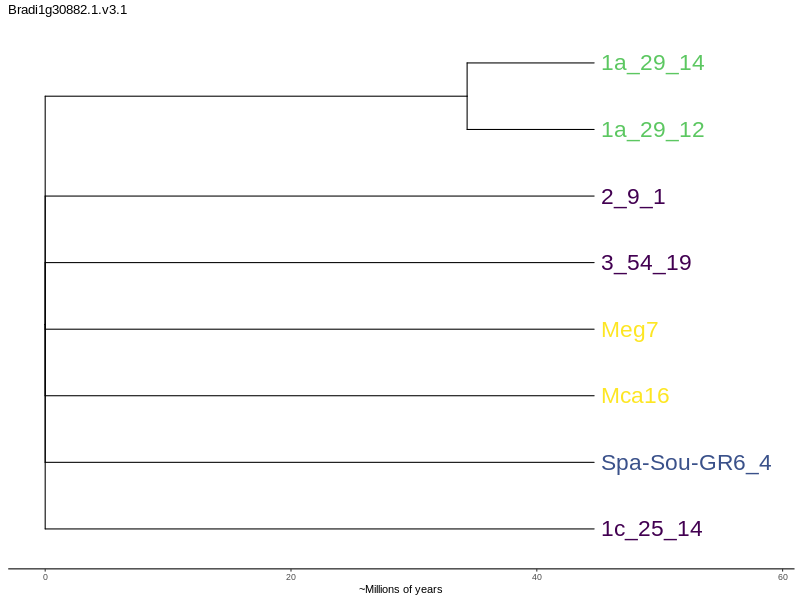 Bradi1g30882.1.v3.1
1a_29_14
1a_29_12
2_9_1
3_54_19
Meg7
Mca16
Spa-Sou-GR6_4
1c_25_14
0 20 40 60
~Millions of years